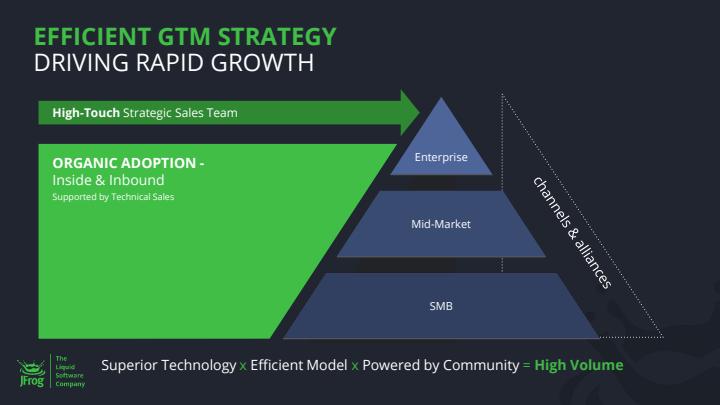 EFFICIENT GTM STRATEGY
DRIVING RAPID GROWTH
High-Touch Strategic Sales Team
ORGANIC ADOPTION -
Inside & Inbound
Supported by Technical Sales
Enterprise
Mid-Market
SMB
channels & alliances
JFrog
The
Liquid
Software
Company
Superior Technology x Efficient Model x Powered by Community = High Volume